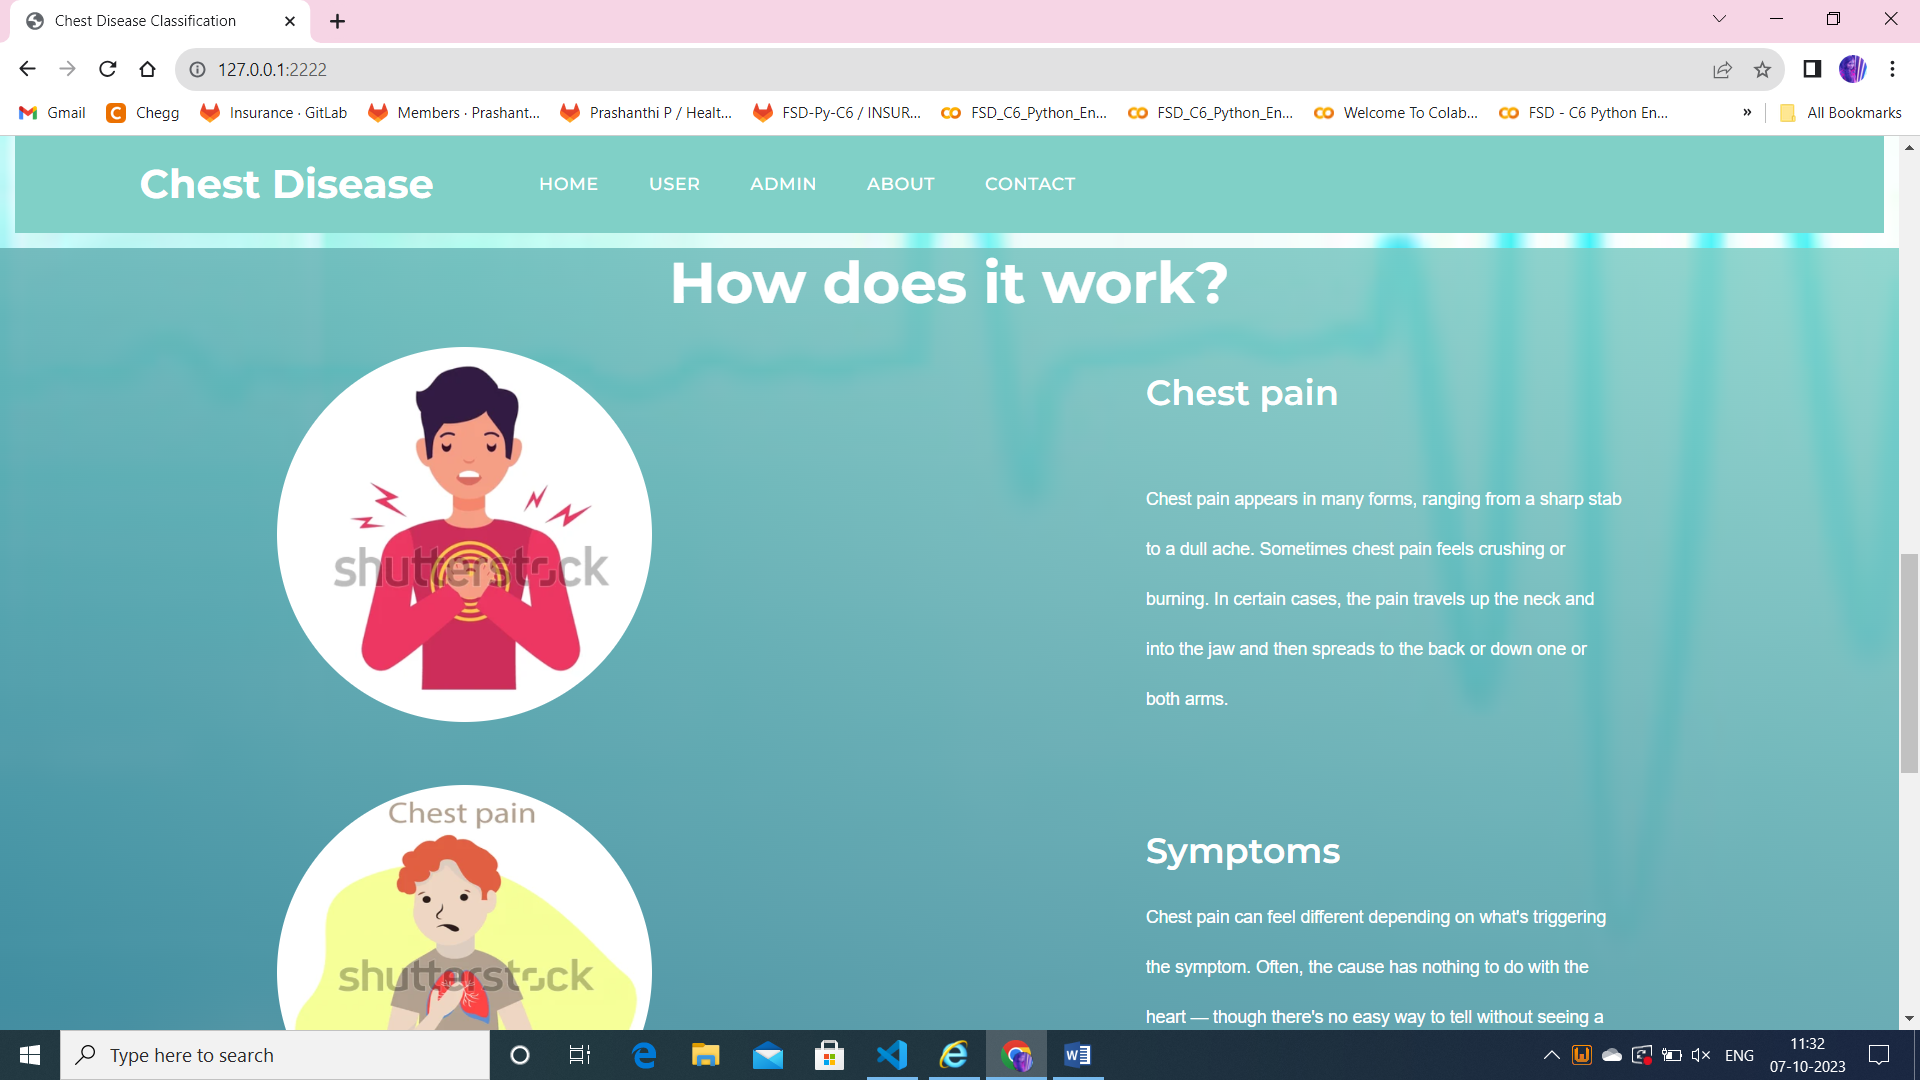 Chest Disease Classification
127.0.0.1:2222
Gmail
Chegg
Insurance · GitLab
Members · Prashant...
Prashanthi P / Healt...
FSD-Py-C6 / INSUR...
FSD_C6_Python_En...
FSD_C6_Python_En...
Welcome To Colab...
FSD - C6 Python En...
»
All Bookmarks
Chest Disease
HOME
USER
ADMIN
ABOUT
CONTACT
How does it work?
shutterstock
Chest pain
Chest pain appears in many forms, ranging from a sharp stab
to a dull ache. Sometimes chest pain feels crushing or
burning. In certain cases, the pain travels up the neck and
into the jaw and then spreads to the back or down one or
both arms.
Chest pain
shutterstock
Symptoms
Chest pain can feel different depending on what's triggering
the symptom. Often, the cause has nothing to do with the
heart — though there's no easy way to tell without seeing a
Type here to search
ENG
11:32
07-10-2023